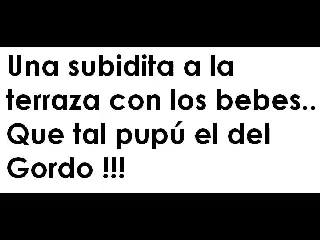 Una subidita a la
terraza con los bebes..
Que tal pupú el del
Gordo !!!